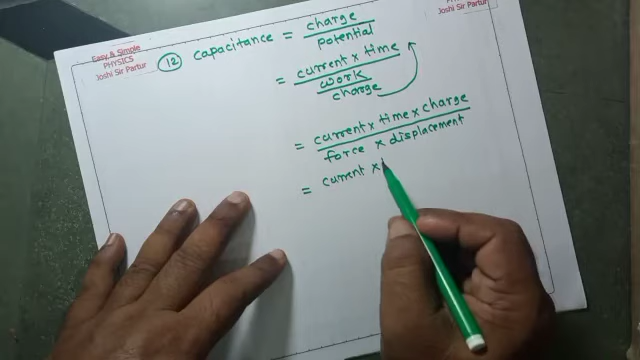 Easy & Simple
PHYSICS
Joshi Sir Partur
Joshi Sir Partur
(12) Capacitance = charge / Potential
= current × time / work / charge
= current × time × charge / force × displacement
= current ×